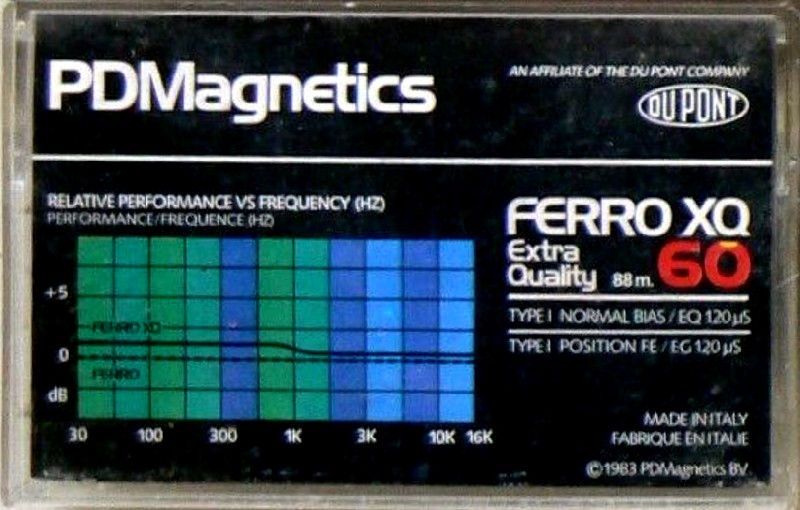 PDMagnetics
AN AFFILIATE OF THE DU PONT COMPANY
DU PONT
RELATIVE PERFORMANCE VS FREQUENCY (HZ)
PERFORMANCE/FREQUENCY (HZ)
+5
FERRO XQ
0
FERRO
dB
30 100 300 1K 3K 10K 16K
FERRO XQ
Extra
Quality 88 m. 60
TYPE I NORMAL BIAS / EQ 120 µS
TYPE I POSITION FE / EG 120 µS
MADE IN ITALY
FABRIQUE EN ITALIE
©1983 PDMagnetics BV